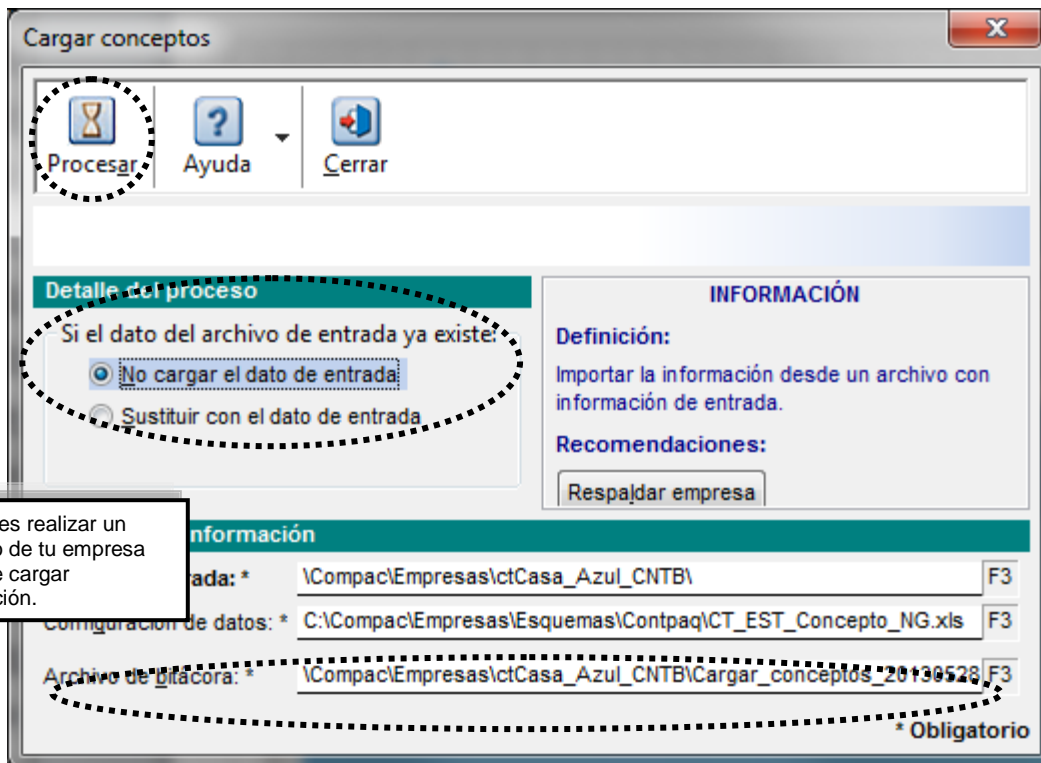 Cargar conceptos
Procesar
Ayuda
Cerrar
Detalle del proceso
Si el dato del archivo de entrada ya existe:
No cargar el dato de entrada
Sustituir con el dato de entrada
INFORMACIÓN
Definición:
Importar la información desde un archivo con
información de entrada.
Recomendaciones:
Respaldar empresa
es realizar un
de tu empresa
cargar
nformación
rada: * \Compac\Empresas\ctCasa_Azul_CNTB\ F3
Configuración de datos: * C:\Compac\Empresas\Esquemas\Contpaq\CT_EST_Concepto_NG.xls F3
Archivo de bitácora: * \Compac\Empresas\ctCasa_Azul_CNTB\Cargar_conceptos_20130528 F3
* Obligatorio